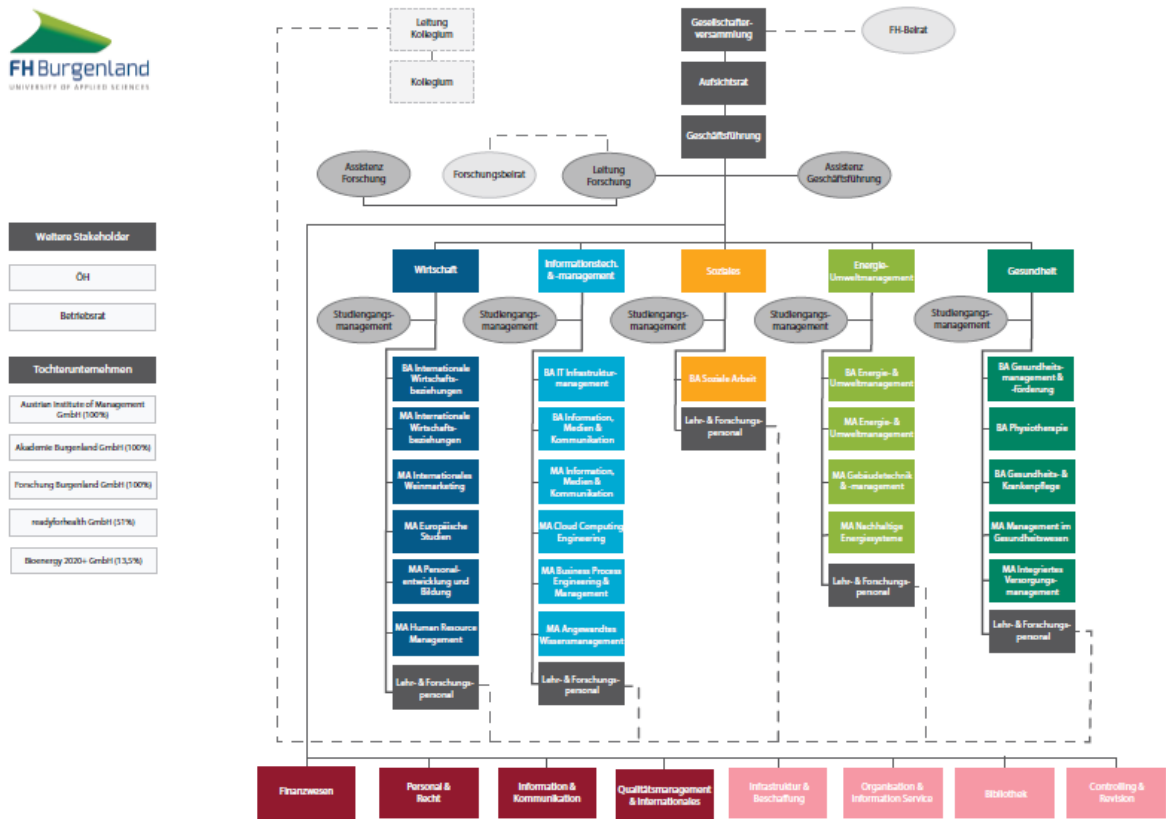 FH Burgenland
UNIVERSITY OF APPLIED SCIENCES
Leitung
Kollegium
Kollegium
Gesellschafter-
versammlung
FH-Beirat
Aufsichtsrat
Geschäftsführung
Assistenz
Forschung
Forschungsbeirat
Leitung
Forschung
Assistenz
Geschäftsführung
Weitere Stakeholder
ÖH
Betriebsrat
Tochterunternehmen
Austrian Institute of Management
GmbH (100%)
Akademie Burgenland GmbH (100%)
Forschung Burgenland GmbH (100%)
readyforhealth GmbH (51%)
Bioenergy 2020+ GmbH (13,5%)
Wirtschaft
Studiengangs-
management
BA Internationale
Wirtschafts-
beziehungen
MA Internationale
Wirtschafts-
beziehungen
MA Internationales
Weinmarketing
MA Europäische
Studien
MA Personal-
entwicklung und
Bildung
MA Human Resource
Management
Lehr- & Forschungs-
personal
Informationstech.
& -management
Studiengangs-
management
BA IT Infrastruktur-
management
BA Information,
Medien &
Kommunikation
MA Information,
Medien &
Kommunikation
MA Cloud Computing
Engineering
MA Business Process
Engineering &
Management
MA Angewandtes
Wissensmanagement
Lehr- & Forschungs-
personal
Soziales
Studiengangs-
management
BA Soziale Arbeit
Lehr- & Forschungs-
personal
Energie-
Umweltmanagement
Studiengangs-
management
BA Energie- &
Umweltmanagement
MA Energie- &
Umweltmanagement
MA Gebäudetechnik
& -management
MA Nachhaltige
Energiesysteme
Lehr- & Forschungs-
personal
Gesundheit
Studiengangs-
management
BA Gesundheits-
management &
-förderung
BA Physiotherapie
BA Gesundheits- &
Krankenpflege
MA Management im
Gesundheitswesen
MA Integriertes
Versorgungs-
management
Lehr- & Forschungs-
personal
Finanzwesen
Personal &
Recht
Information &
Kommunikation
Qualitätsmanagement
& Internationales
Infrastruktur &
Beschaffung
Organisation &
Information Service
Bibliothek
Controlling &
Revision